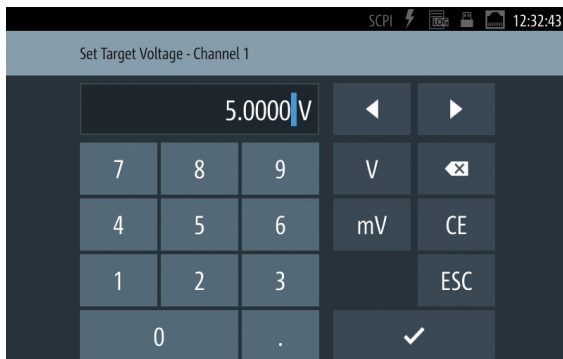 SCPI LOG 12:32:43
Set Target Voltage - Channel 1
5.0000 V
7 8 9 V
4 5 6 mV CE
1 2 3 ESC
0 .